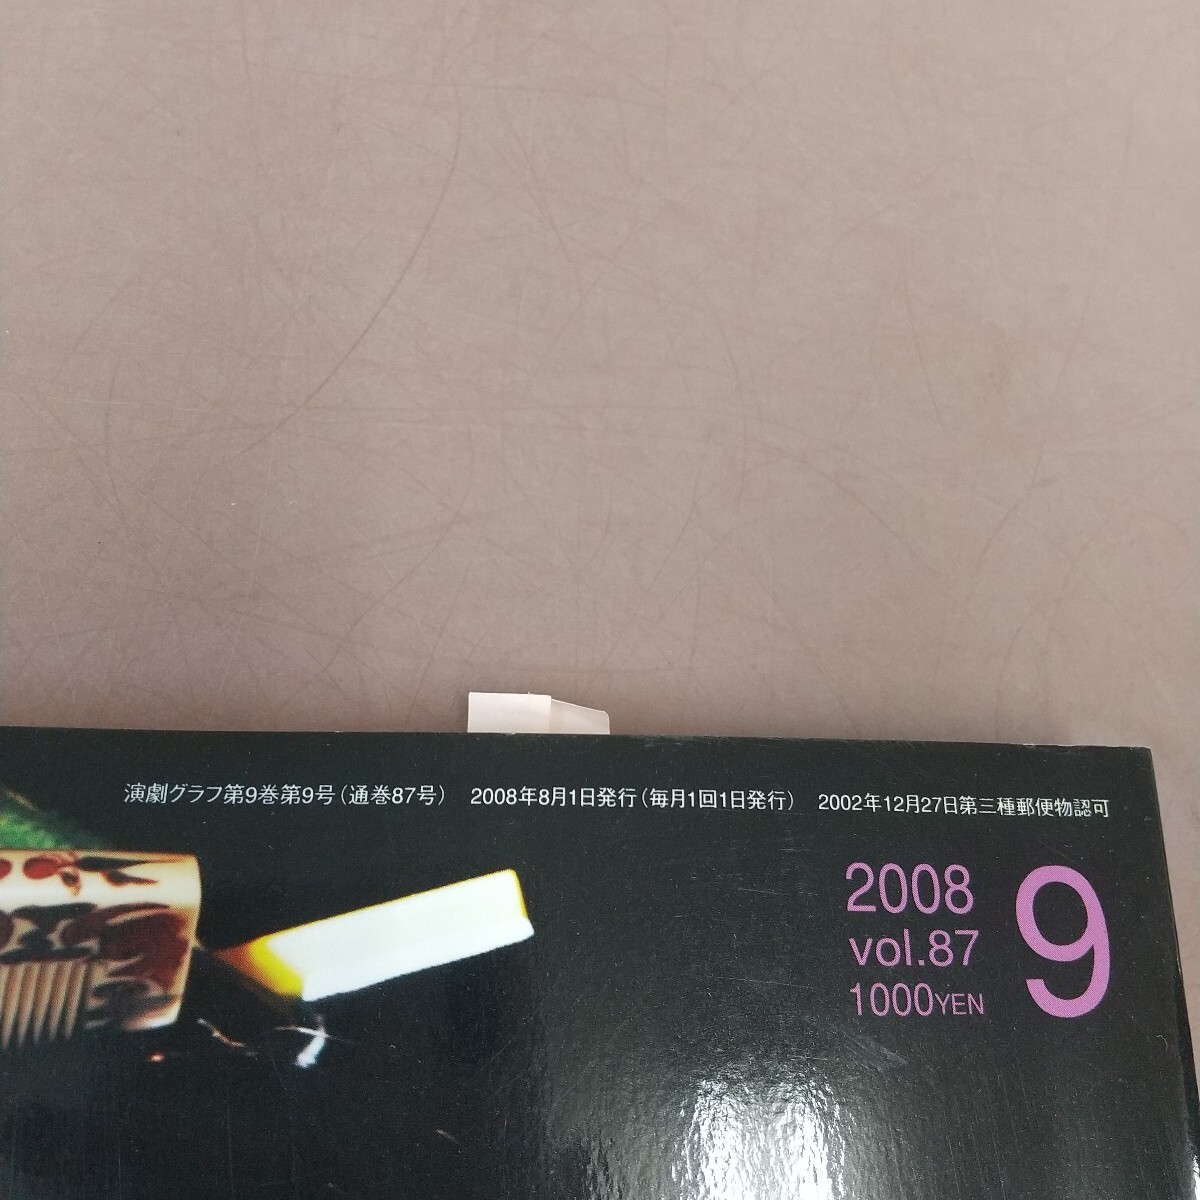 演劇グラフ第9巻第9号(通巻87号) 2008年8月1日発行(毎月1回1日発行) 2002年12月27日第三種郵便物認可
2008
9
vol.87
1000YEN